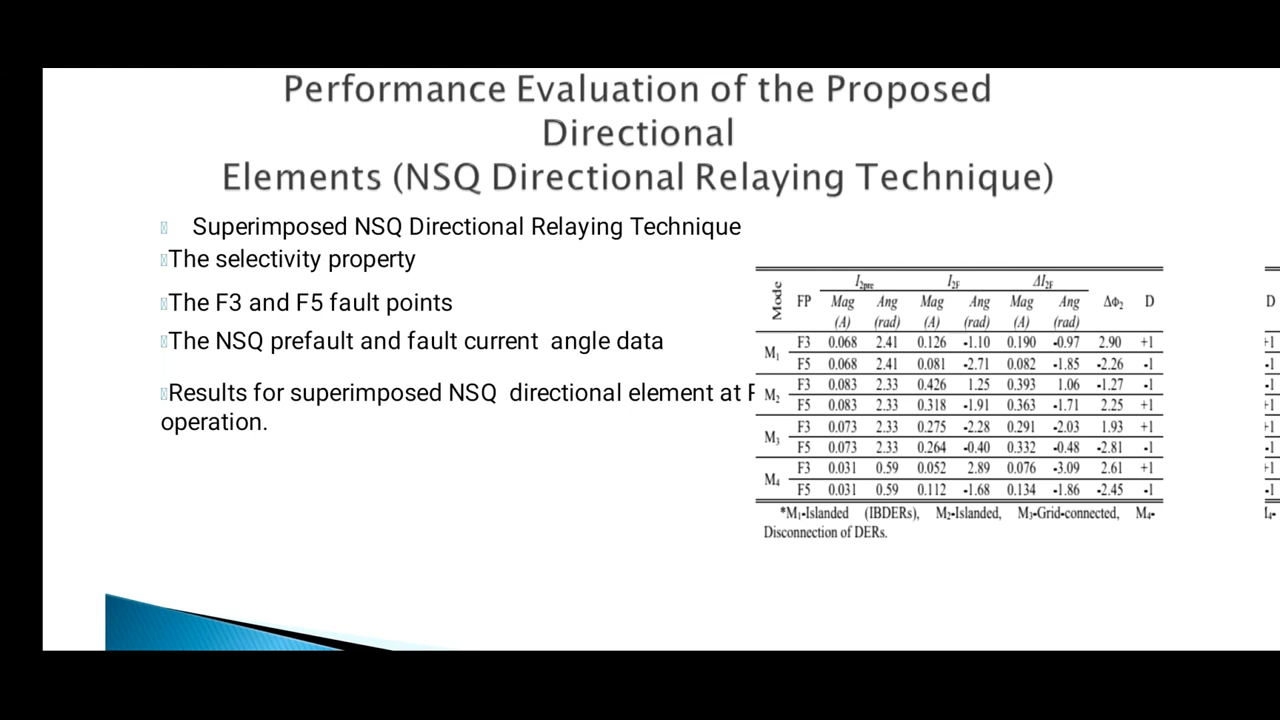 Performance Evaluation of the Proposed
Directional
Elements (NSQ Directional Relaying Technique)
Superimposed NSQ Directional Relaying Technique
The selectivity property
The F3 and F5 fault points
The NSQ prefault and fault current angle data
Results for superimposed NSQ directional element at F
operation.
I2pre I2F ΔI2F
Mode FP Mag Ang Mag Ang Mag Ang ΔΦ2 D
(A) (rad) (A) (rad) (A) (rad)
M1 F3 0.068 2.41 0.126 -1.10 0.190 -0.97 2.90 +1
F5 0.068 2.41 0.081 -2.71 0.082 -1.85 -2.26 -1
M2 F3 0.083 2.33 0.426 1.25 0.393 1.06 -1.27 -1
F5 0.083 2.33 0.318 -1.91 0.363 -1.71 2.25 +1
M3 F3 0.073 2.33 0.275 -2.28 0.291 -2.03 1.93 +1
F5 0.073 2.33 0.264 -0.40 0.332 -0.48 -2.81 -1
M4 F3 0.031 0.59 0.052 2.89 0.076 -3.09 2.61 +1
F5 0.031 0.59 0.112 -1.68 0.134 -1.86 -2.45 -1
*M1-Islanded (IBDERs), M2-Islanded, M3-Grid-connected, M4-
Disconnection of DERs.
D
+1
-1
-1
+1
+1
-1
+1
-1